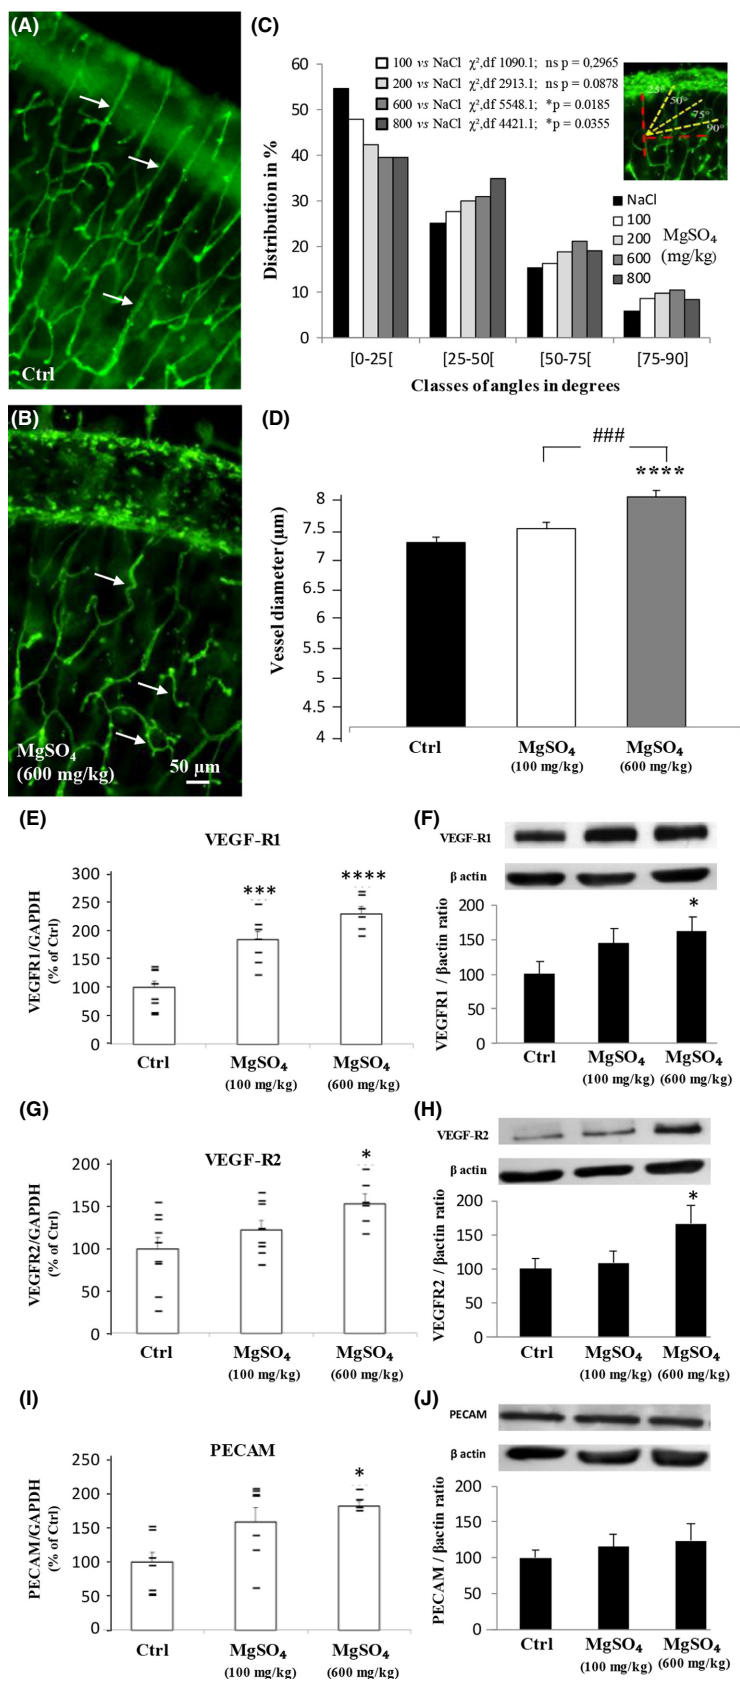 (A)
Ctrl
(B)
MgSO₄
(600 mg/kg)
50 µm
(C)
100 vs NaCl χ²,df 1090.1; ns p = 0,2965
200 vs NaCl χ²,df 2913.1; ns p = 0.0878
600 vs NaCl χ²,df 5548.1; *p = 0.0185
800 vs NaCl χ²,df 4421.1; *p = 0.0355
25°
50°
75°
90°
NaCl
100
200
600
800
MgSO₄
(mg/kg)
Distribution in %
60
50
40
30
20
10
0
[0-25[
[25-50[
[50-75[
[75-90]
Classes of angles in degrees
(D)
###
****
Vessel diameter (µm)
8
7.5
7
6.5
6
5.5
5
4.5
4
Ctrl
MgSO₄
(100 mg/kg)
MgSO₄
(600 mg/kg)
(E)
VEGF-R1
VEGFR1/GAPDH
(% of Ctrl)
300
250
200
150
100
50
0
***
****
Ctrl
MgSO₄
(100 mg/kg)
MgSO₄
(600 mg/kg)
(F)
VEGF-R1
β actin
VEGFR1 / βactin ratio
200
150
100
50
0
*
Ctrl
MgSO₄
(100 mg/kg)
MgSO₄
(600 mg/kg)
(G)
VEGF-R2
VEGFR2/GAPDH
(% of Ctrl)
200
150
100
50
0
*
Ctrl
MgSO₄
(100 mg/kg)
MgSO₄
(600 mg/kg)
(H)
VEGF-R2
β actin
VEGFR2 / βactin ratio
200
150
100
50
0
*
Ctrl
MgSO₄
(100 mg/kg)
MgSO₄
(600 mg/kg)
(I)
PECAM
PECAM/GAPDH
(% of Ctrl)
250
200
150
100
50
0
*
Ctrl
MgSO₄
(100 mg/kg)
MgSO₄
(600 mg/kg)
(J)
PECAM
β actin
PECAM / βactin ratio
200
150
100
50
0
Ctrl
MgSO₄
(100 mg/kg)
MgSO₄
(600 mg/kg)